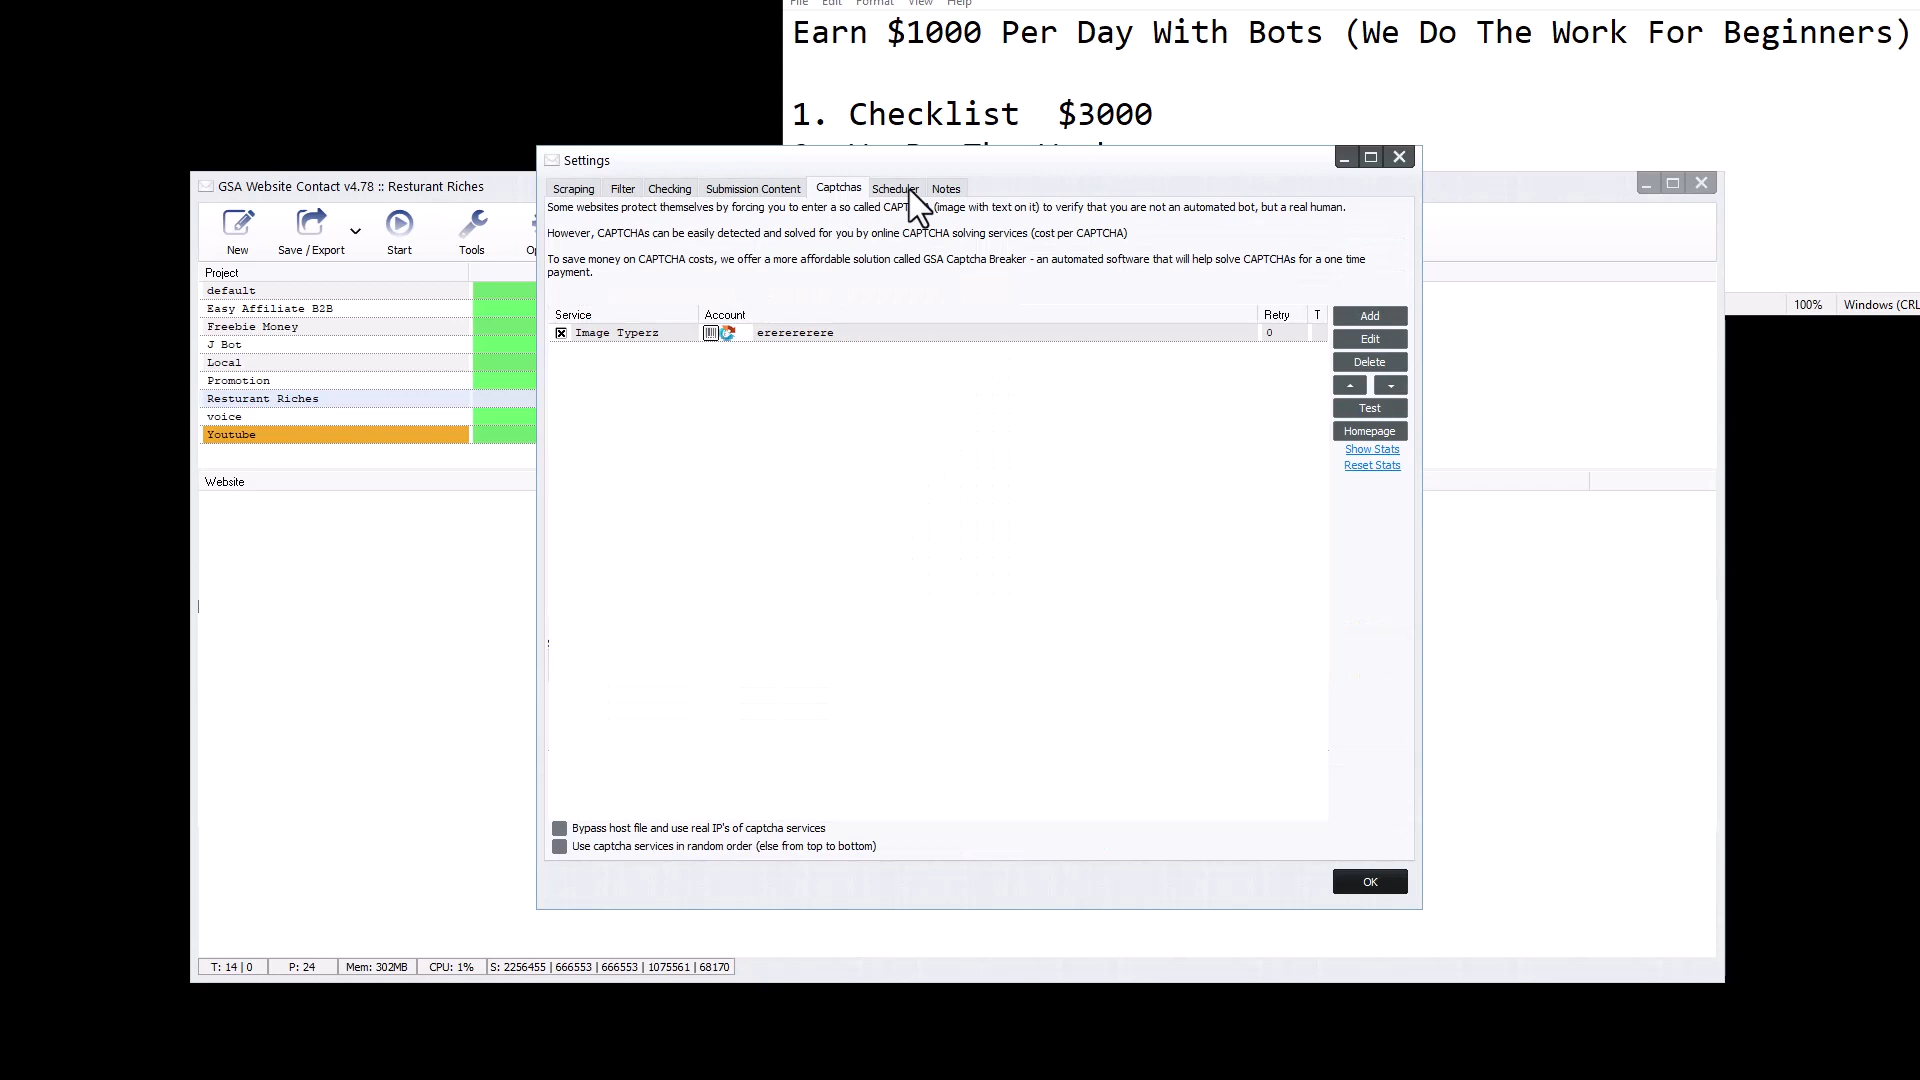 File Edit Format View Help
Earn $1000 Per Day With Bots (We Do The Work For Beginners)
1. Checklist $3000
Settings
Scraping Filter Checking Submission Content Captchas Scheduler Notes
Some websites protect themselves by forcing you to enter a so called (image with text on it) to verify that you are not an automated bot, but a real human.
However, CAPTCHAs can be easily detected and solved for you by online CAPTCHA solving services (cost per CAPTCHA)
To save money on CAPTCHA costs, we offer a more affordable solution called GSA Captcha Breaker - an automated software that will help solve CAPTCHAs for a one time
payment.
Service Account Retry T
Image Typerz erererere​re 0
Add
Edit
Delete
Test
Homepage
Show Stats
Reset Stats
Bypass host file and use real IP's of captcha services
Use captcha services in random order (else from top to bottom)
OK
GSA Website Contact v4.78 :: Resturant Riches
New Save / Export Start Tools
Project
default
Easy Affiliate B2B
Freebie Money
J Bot
Local
Promotion
Resturant Riches
voice
Youtube
Website
T: 14 | 0 P: 24 Mem: 302MB CPU: 1% S: 2256455 | 666553 | 666553 | 1075561 | 68170
100% Windows (CRL